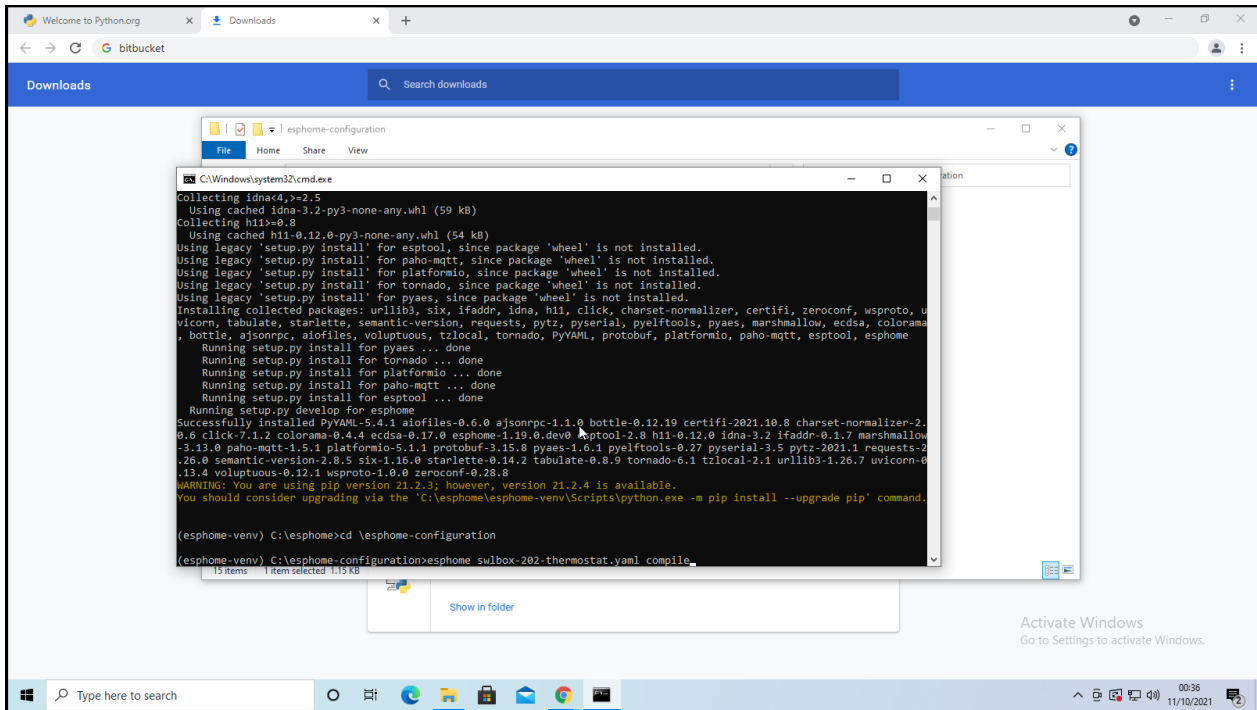 Welcome to Python.org
Downloads
bitbucket
Downloads
Search downloads
esphome-configuration
File Home Share View
ation
C:\Windows\system32\cmd.exe
Collecting idna<4,>=2.5
  Using cached idna-3.2-py3-none-any.whl (59 kB)
Collecting h11>=0.8
  Using cached h11-0.12.0-py3-none-any.whl (54 kB)
Using legacy 'setup.py install' for esptool, since package 'wheel' is not installed.
Using legacy 'setup.py install' for paho-mqtt, since package 'wheel' is not installed.
Using legacy 'setup.py install' for platformio, since package 'wheel' is not installed.
Using legacy 'setup.py install' for tornado, since package 'wheel' is not installed.
Using legacy 'setup.py install' for pyaes, since package 'wheel' is not installed.
Installing collected packages: urllib3, six, ifaddr, idna, h11, click, charset-normalizer, certifi, zeroconf, wsproto, u
vicorn, tabulate, starlette, semantic-version, requests, pytz, pyserial, pyelftools, pyaes, marshmallow, ecdsa, colorama
, bottle, ajsonrpc, aiofiles, voluptuous, tzlocal, tornado, PyYAML, protobuf, platformio, paho-mqtt, esptool, esphome
    Running setup.py install for pyaes ... done
    Running setup.py install for tornado ... done
    Running setup.py install for platformio ... done
    Running setup.py install for paho-mqtt ... done
    Running setup.py install for esptool ... done
  Running setup.py develop for esphome
Successfully installed PyYAML-5.4.1 aiofiles-0.6.0 ajsonrpc-1.1.0 bottle-0.12.19 certifi-2021.10.8 charset-normalizer-2.
0.6 click-7.1.2 colorama-0.4.4 ecdsa-0.17.0 esphome-1.19.0.dev0 esptool-2.8 h11-0.12.0 idna-3.2 ifaddr-0.1.7 marshmallow
-3.13.0 paho-mqtt-1.5.1 platformio-5.1.1 protobuf-3.15.8 pyaes-1.6.1 pyelftools-0.27 pyserial-3.5 pytz-2021.1 requests-2
.26.0 semantic-version-2.8.5 six-1.16.0 starlette-0.14.2 tabulate-0.8.9 tornado-6.1 tzlocal-2.1 urllib3-1.26.7 uvicorn-0
.13.4 voluptuous-0.12.1 wsproto-1.0.0 zeroconf-0.28.8
WARNING: You are using pip version 21.2.3; however, version 21.2.4 is available.
You should consider upgrading via the 'C:\esphome\esphome-venv\Scripts\python.exe -m pip install --upgrade pip' command.
(esphome-venv) C:\esphome>cd \esphome-configuration
(esphome-venv) C:\esphome-configuration>esphome swlbox-202-thermostat.yaml compile_
15 items 1 item selected 1.15 KB
Show in folder
Activate Windows
Go to Settings to activate Windows.
Type here to search
00:36
11/10/2021
2